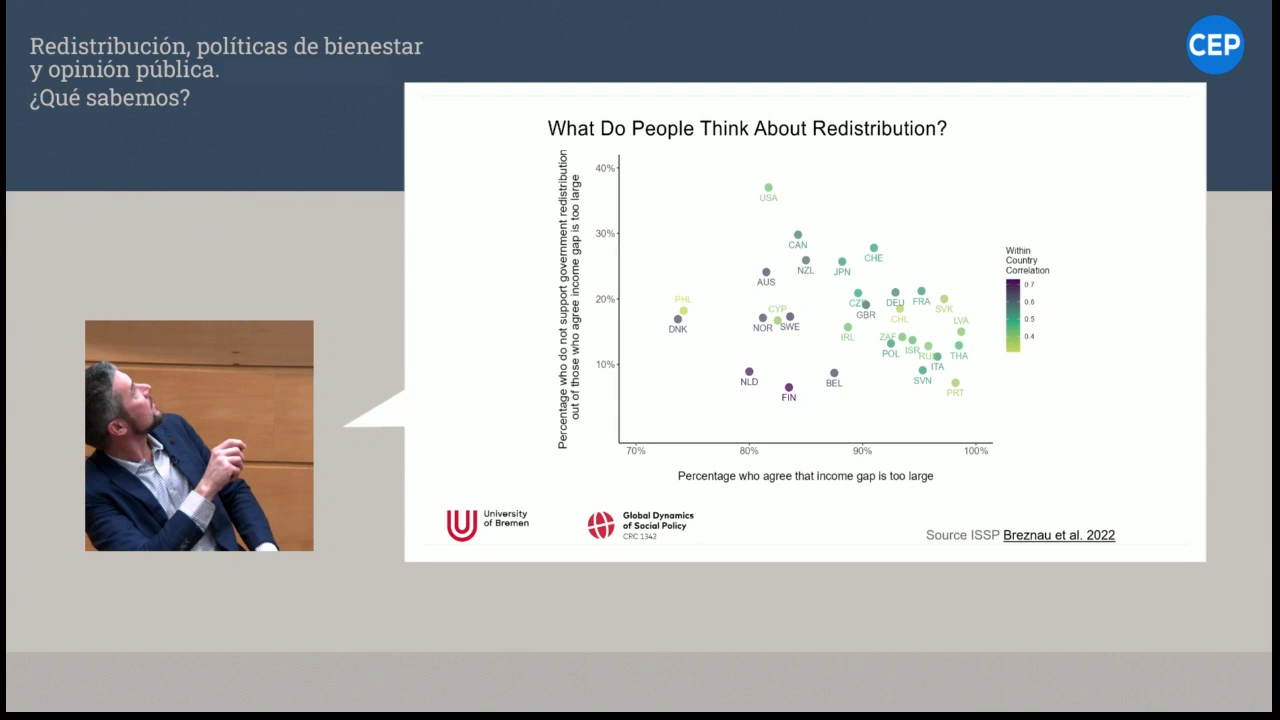 Redistribución, políticas de bienestar
y opinión pública.
¿Qué sabemos?
CEP
What Do People Think About Redistribution?
Percentage who do not support government redistribution
out of those who agree income gap is too large
40%
30%
20%
10%
USA
CAN
CHE
NZL
JPN
AUS
PHL
CZE
DEU
FRA
SVK
CYP
GBR
CHL
LVA
DNK
NOR
SWE
IRL
ZAF
POL
ISR
RUS
THA
ITA
NLD
BEL
SVN
FIN
PRT
70%
80%
90%
100%
Percentage who agree that income gap is too large
Within
Country
Correlation
0.7
0.6
0.5
0.4
University
of Bremen
Global Dynamics
of Social Policy
CRC 1342
Source ISSP Breznau et al. 2022